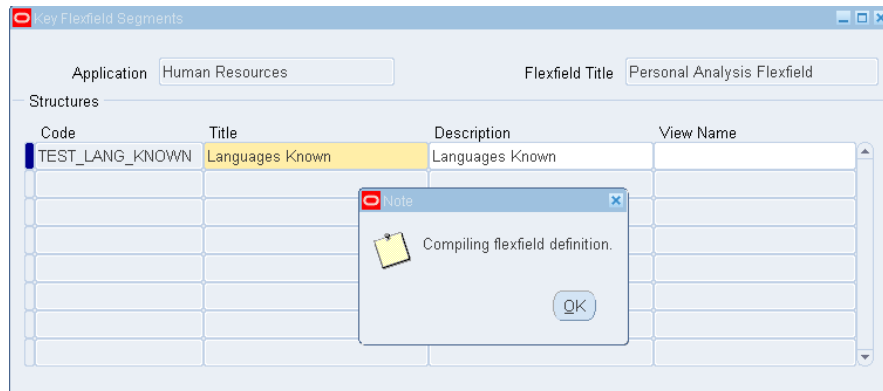 Key Flexfield Segments
Application Human Resources Flexfield Title Personal Analysis Flexfield
Structures
Code Title Description View Name
TEST_LANG_KNOWN Languages Known Languages Known
Note
Compiling flexfield definition.
OK